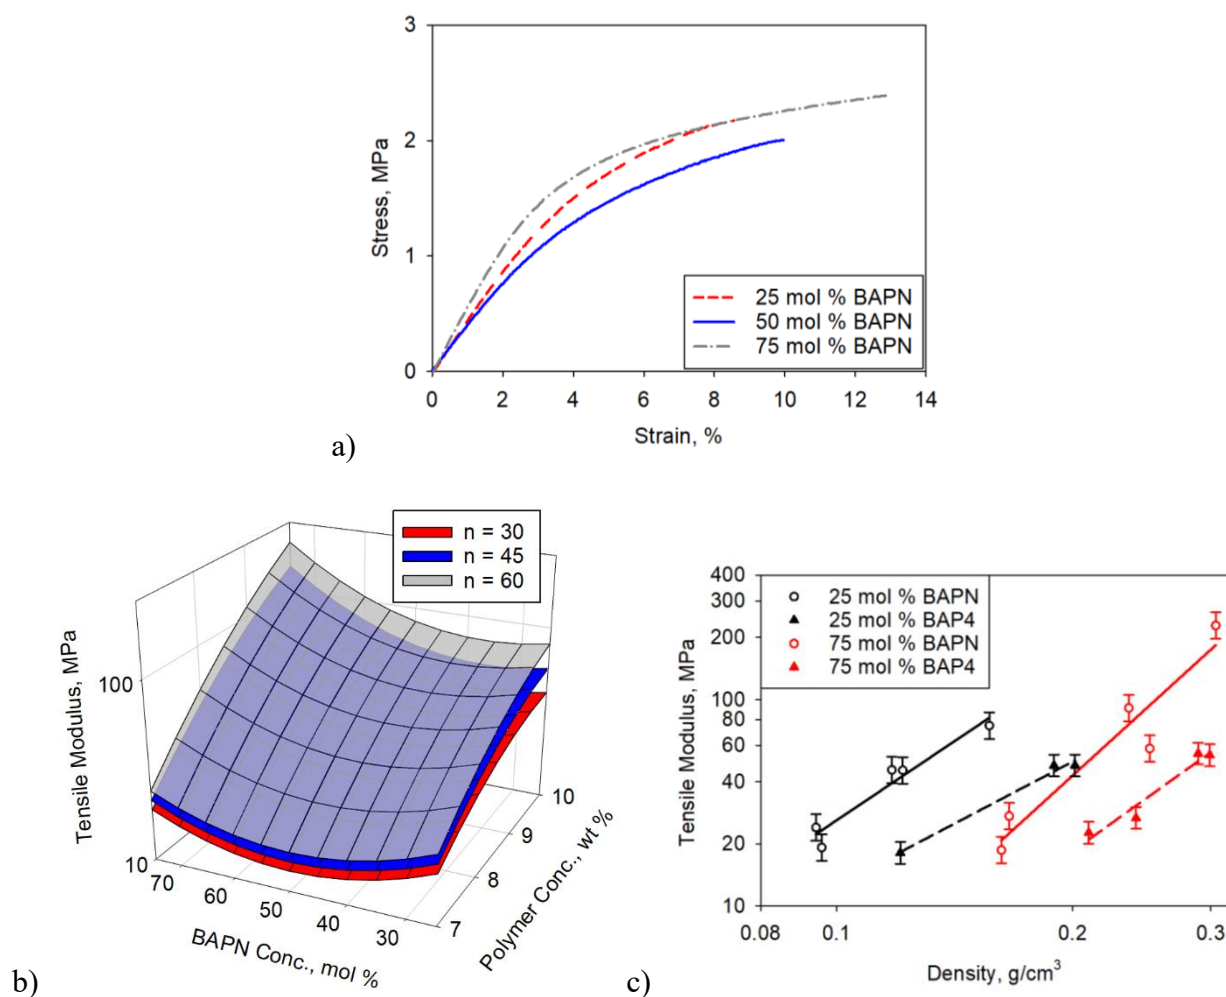 3
2
1
0
Stress, MPa
25 mol % BAPN
50 mol % BAPN
75 mol % BAPN
0 2 4 6 8 10 12 14
Strain, %
a)
n = 30
n = 45
n = 60
100
10
Tensile Modulus, MPa
70 60 50 40 30
BAPN Conc., mol %
7 8 9 10
Polymer Conc., wt %
b)
25 mol % BAPN
25 mol % BAP4
75 mol % BAPN
75 mol % BAP4
400
300
200
100
80
60
40
20
10
Tensile Modulus, MPa
0.08 0.1 0.2 0.3
Density, g/cm³
c)